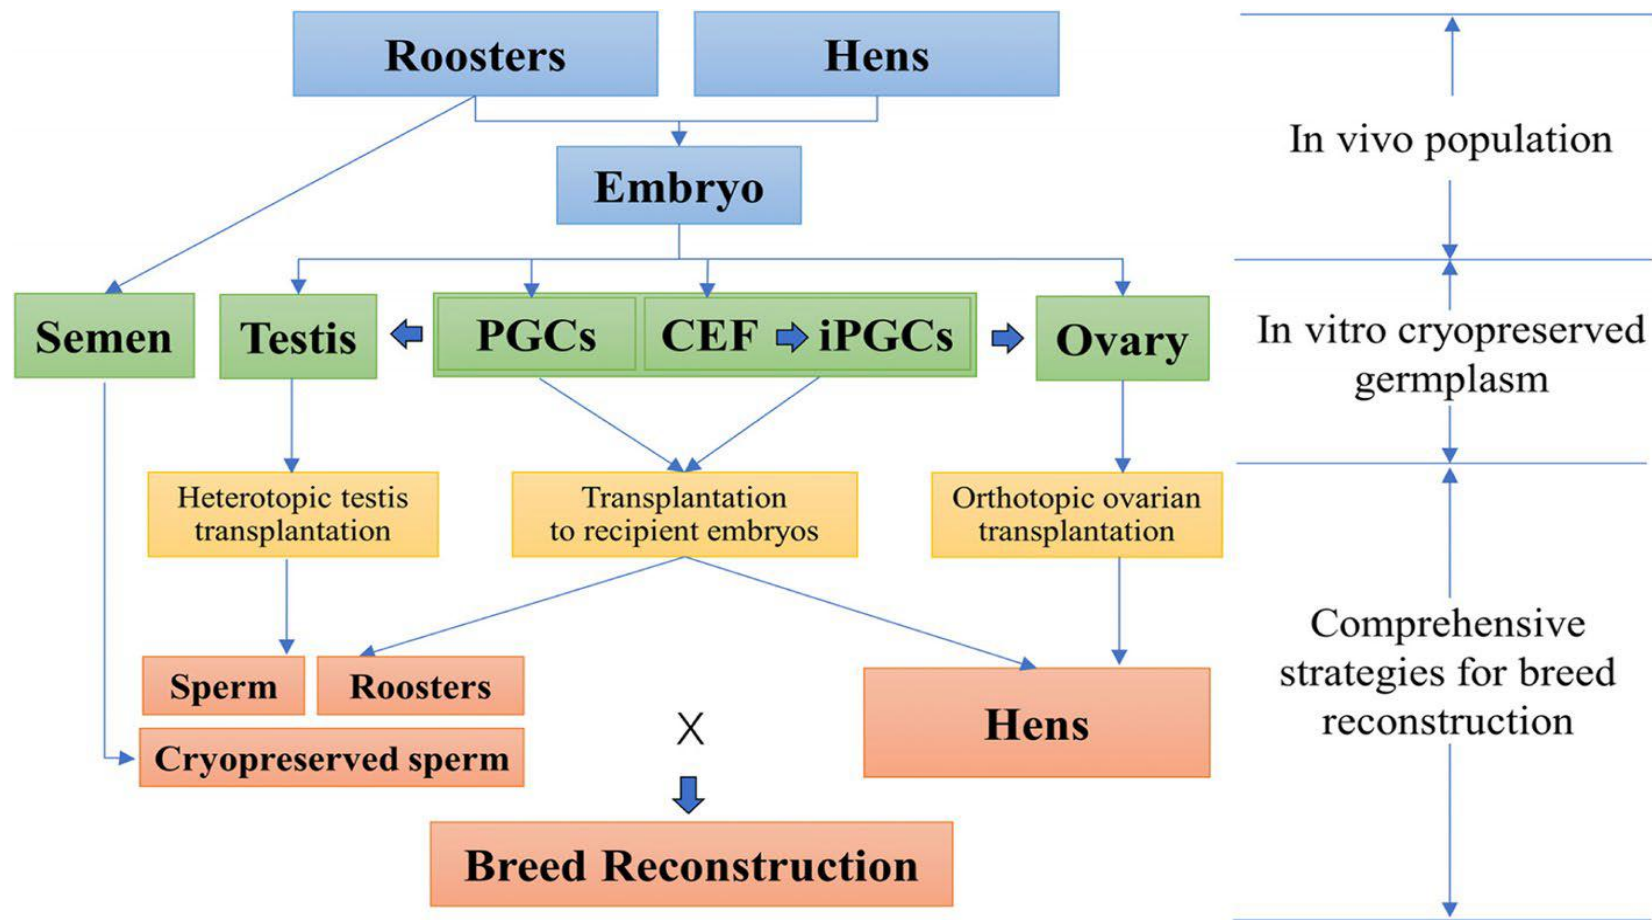 Roosters
Hens
In vivo population
Embryo
Semen
Testis
PGCs
CEF
iPGCs
Ovary
In vitro cryopreserved
germplasm
Heterotopic testis
transplantation
Transplantation
to recipient embryos
Orthotopic ovarian
transplantation
Comprehensive
strategies for breed
reconstruction
Sperm
Roosters
Hens
Cryopreserved sperm
X
Breed Reconstruction